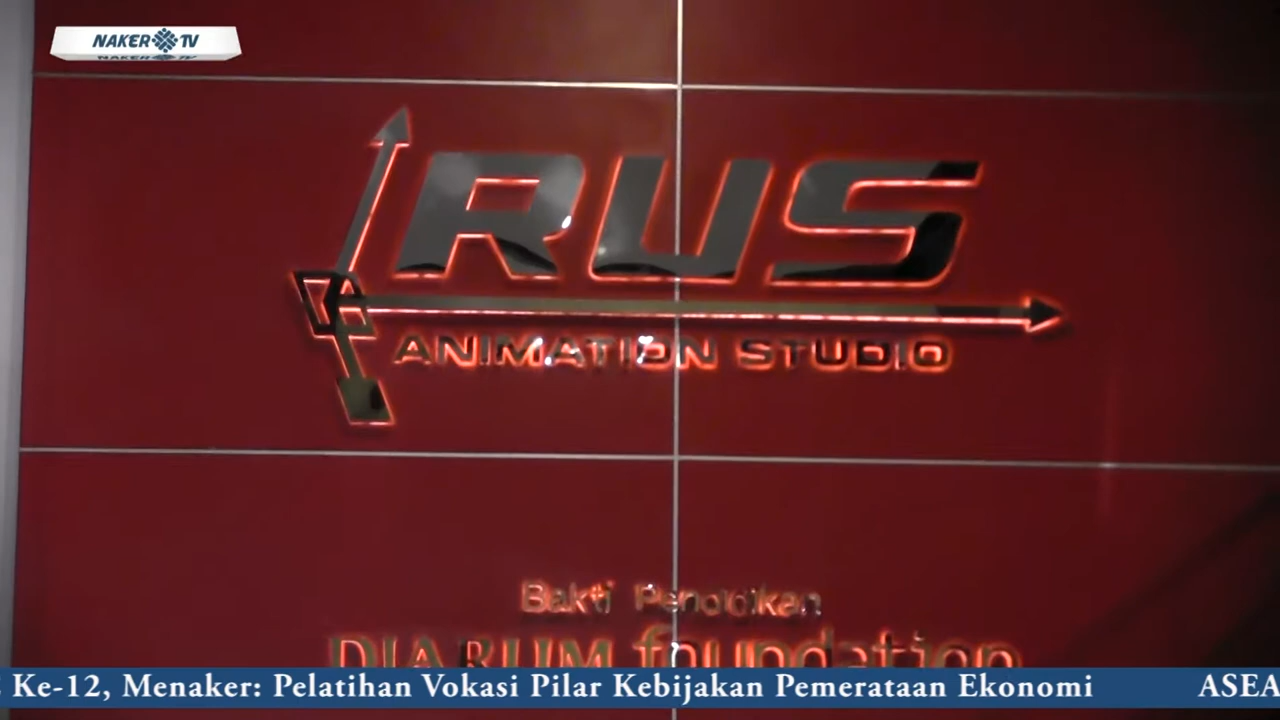 NAKER TV
RUS
ANIMATION STUDIO
Bakti Pendidikan
DJARUM foundation
Ke-12, Menaker: Pelatihan Vokasi Pilar Kebijakan Pemerataan Ekonomi
ASEA